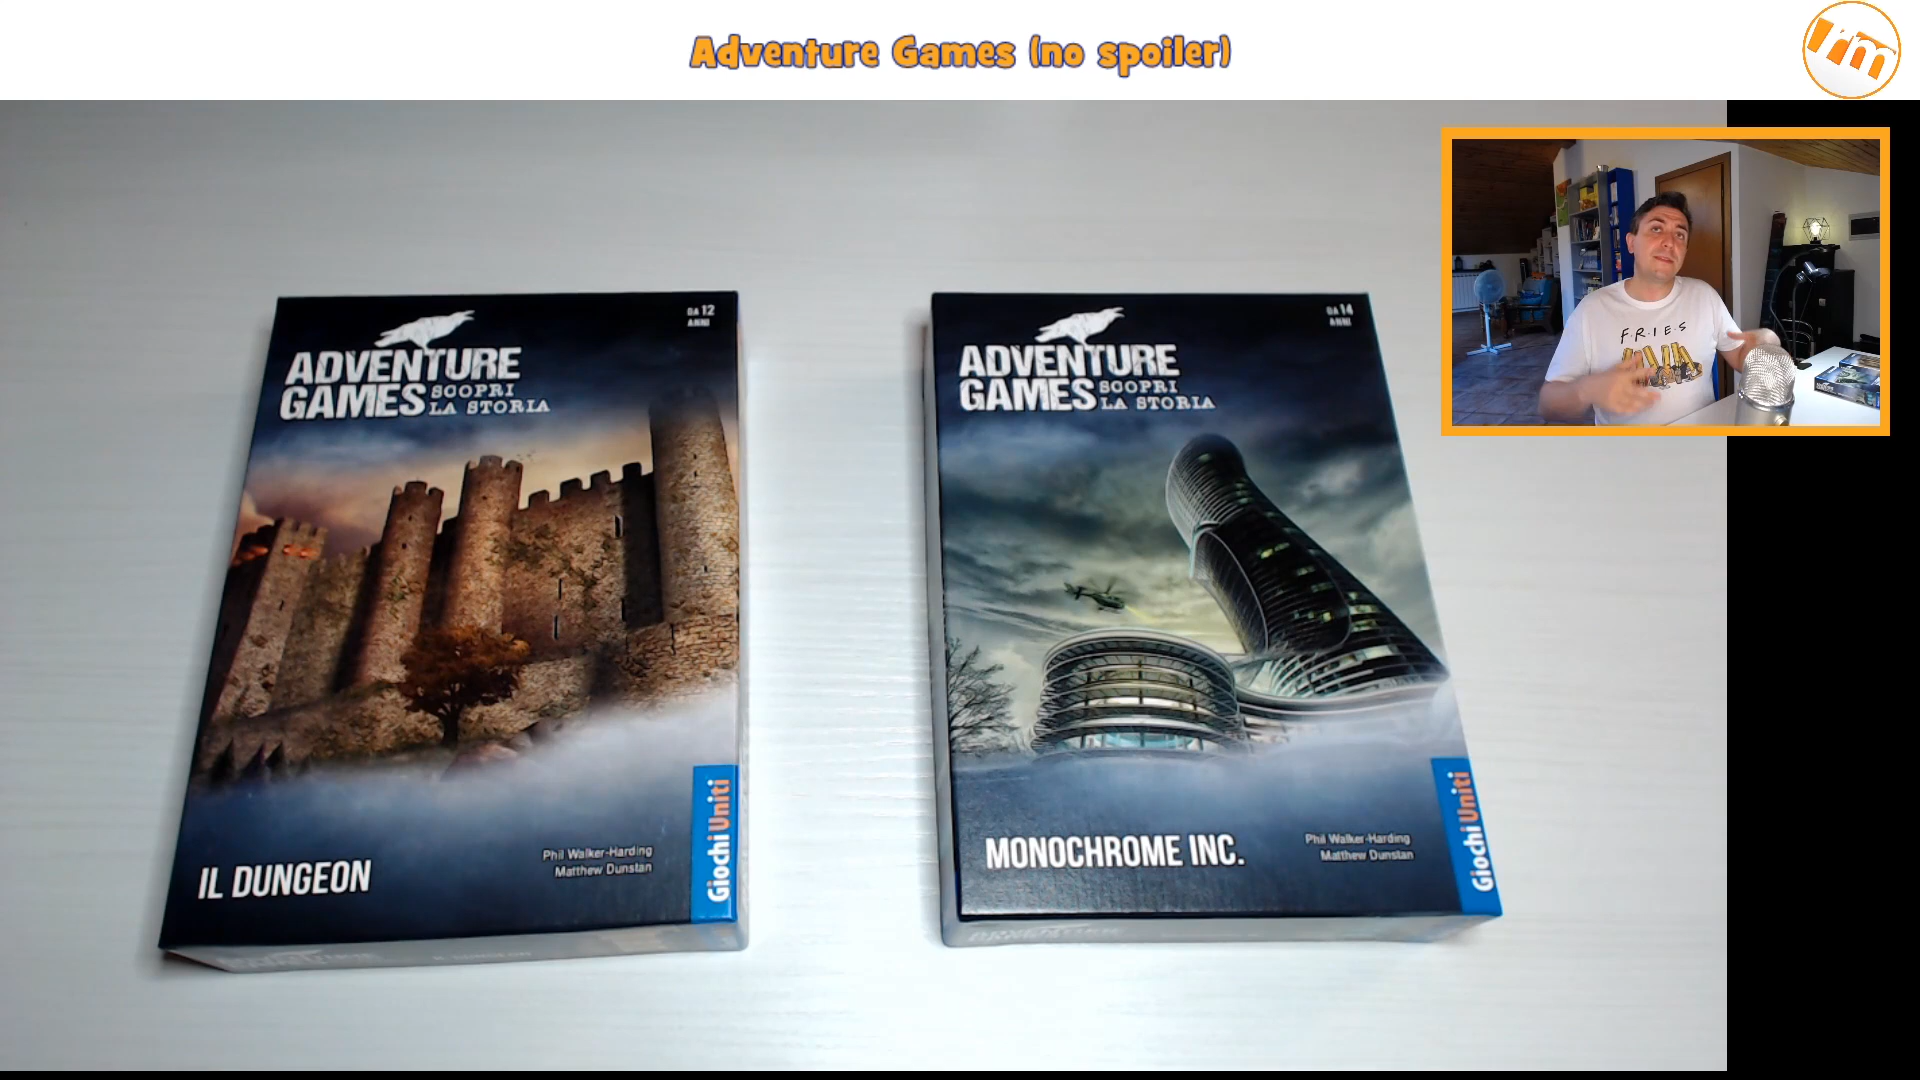 Adventure Games (no spoiler)
irm
DA 12
ANNI
ADVENTURE
GAMES SCOPRI
LA STORIA
IL DUNGEON
Phil Walker-Harding
Matthew Dunstan
Giochi Uniti
DA 14
ANNI
ADVENTURE
GAMES SCOPRI
LA STORIA
MONOCHROME INC.
Phil Walker-Harding
Matthew Dunstan
Giochi Uniti
F·R·I·E·S